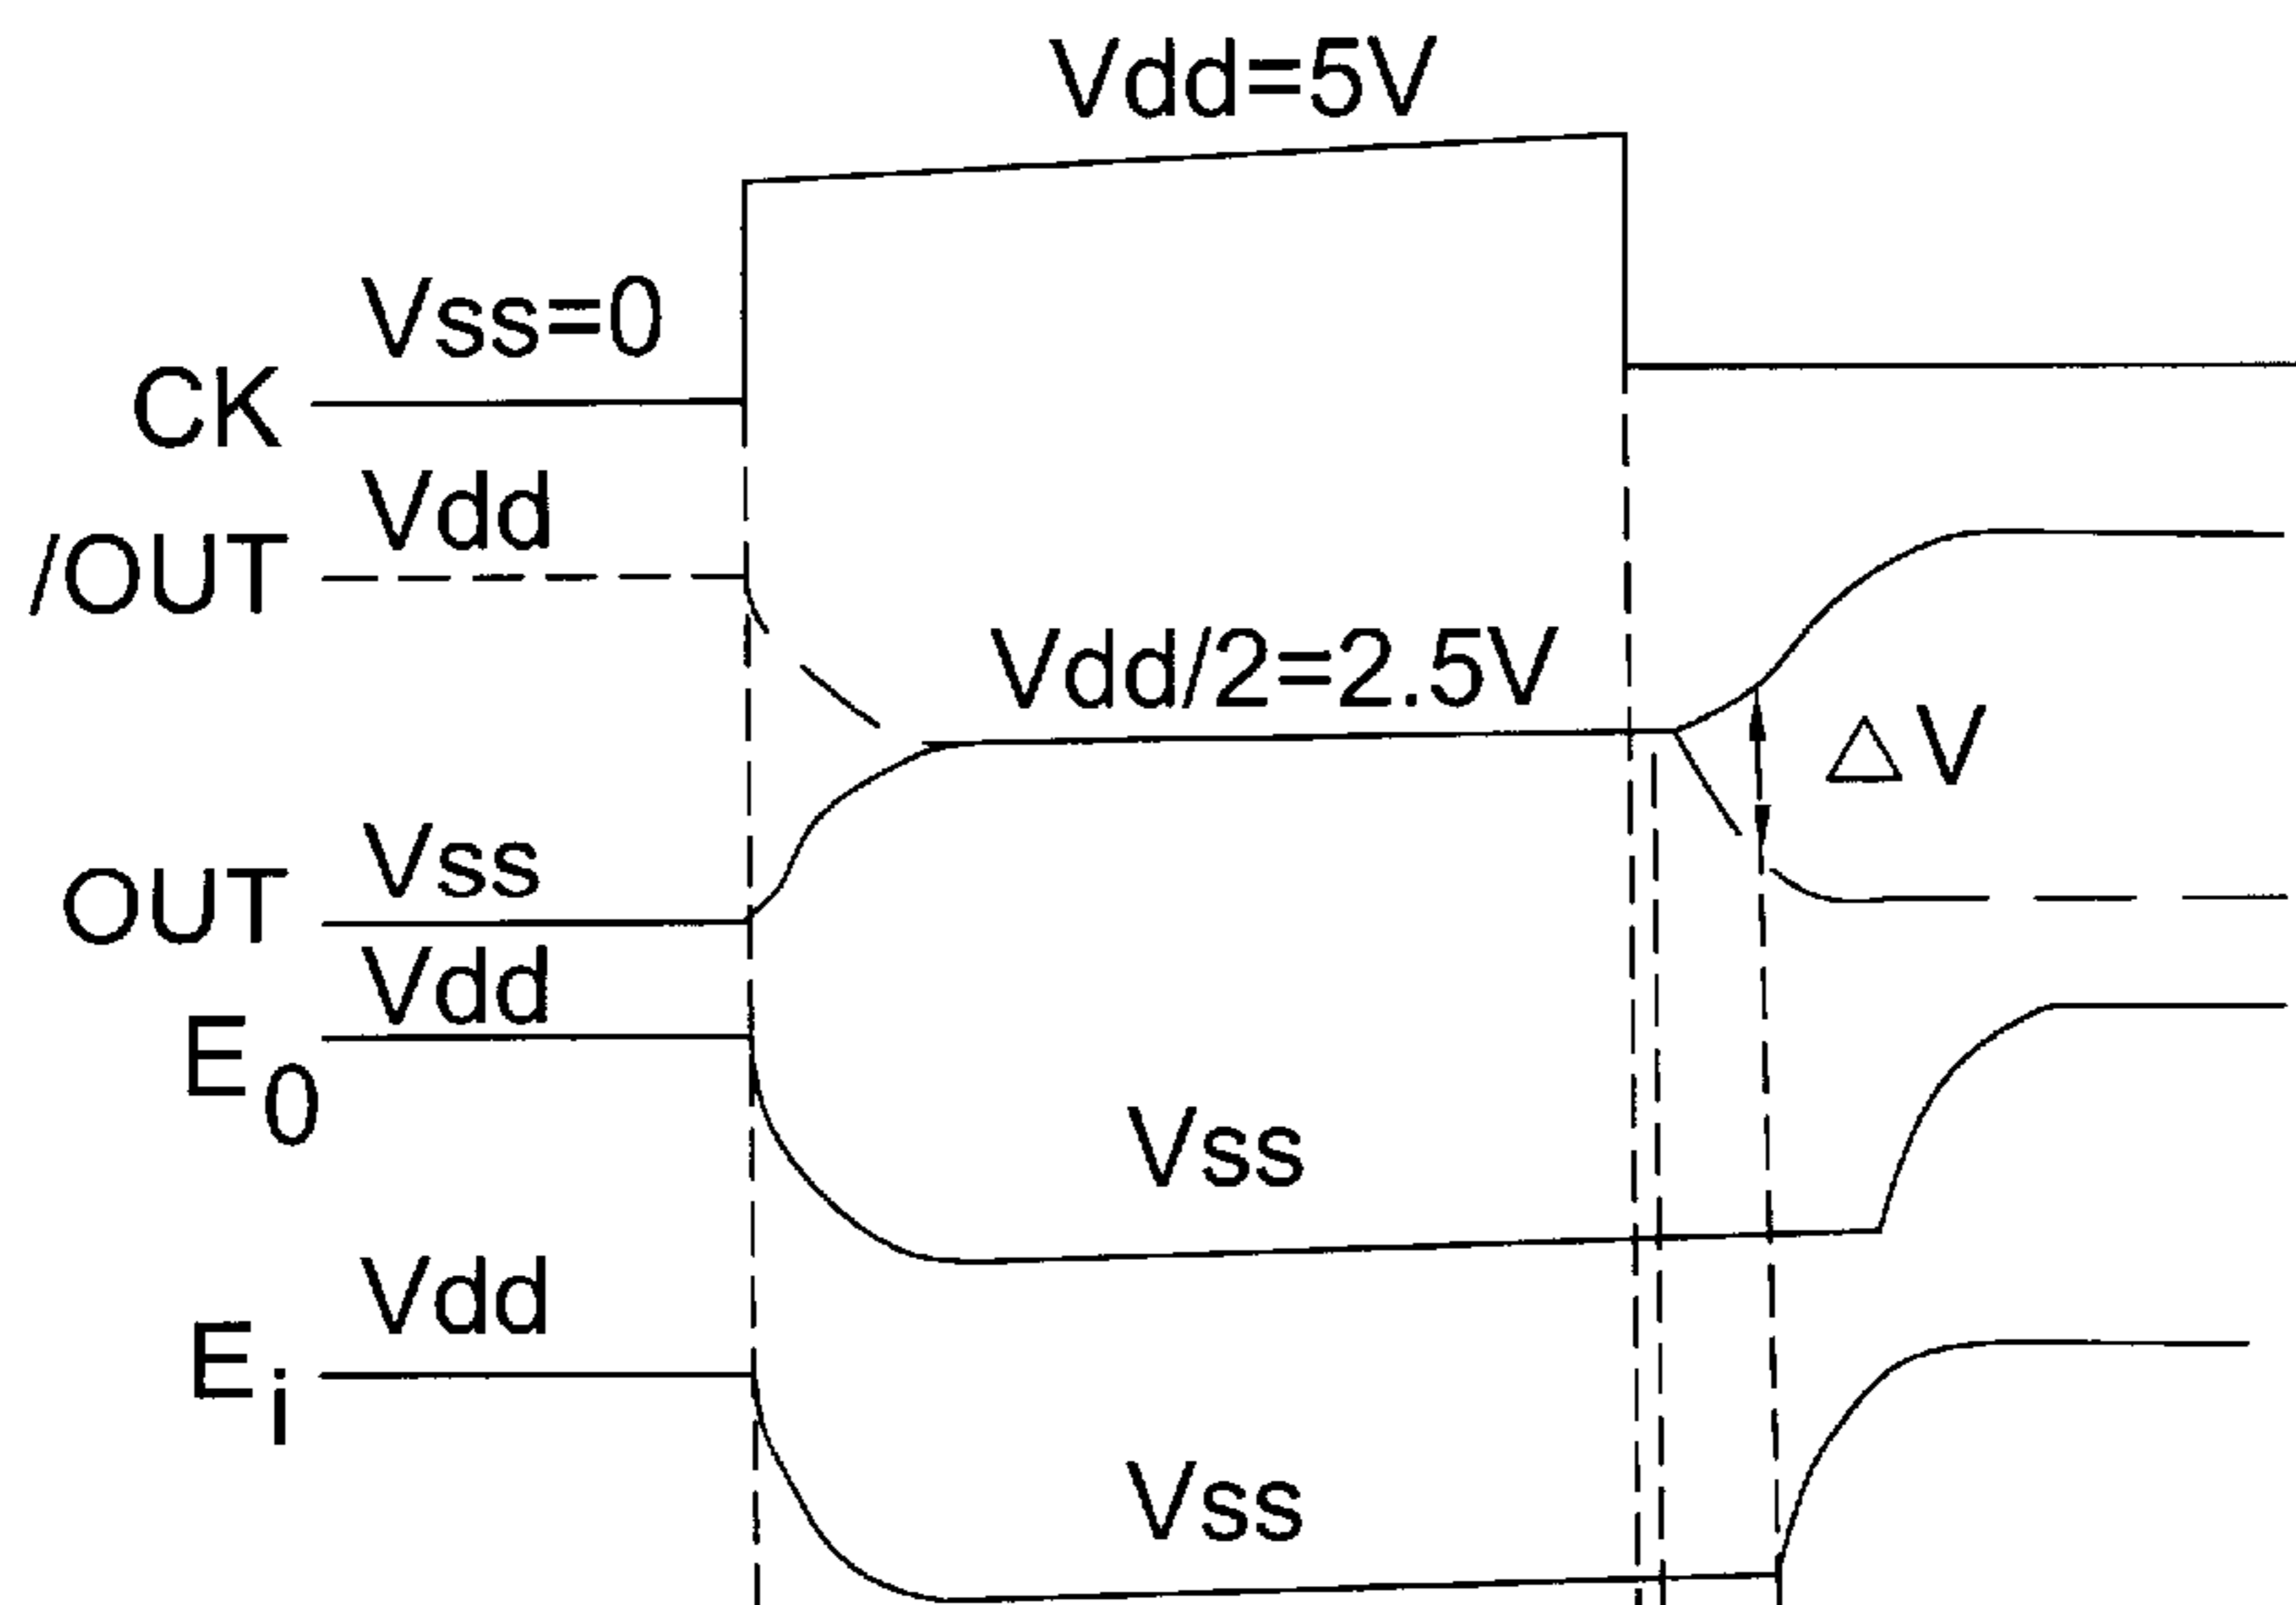 Vdd=5V
Vss=0
CK
Vdd
/OUT
Vdd/2=2.5V
△V
Vss
OUT
Vdd
E0
Vss
Vdd
Ei
Vss